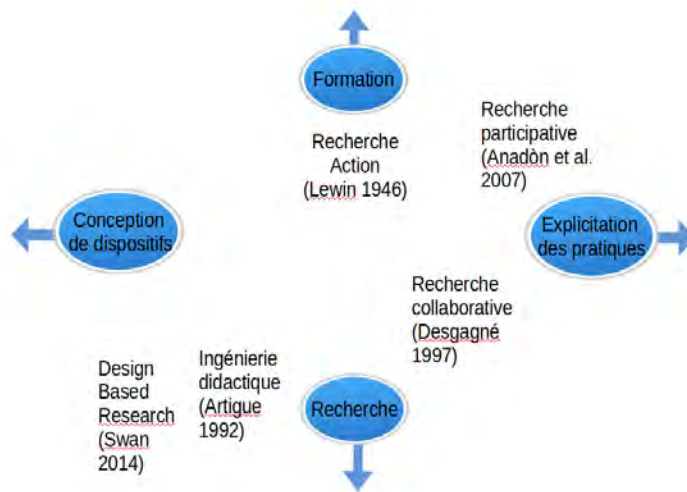 Formation
Recherche
Action
(Lewin 1946)
Recherche
participative
(Anadòn et al.
2007)
Conception
de dispositifs
Explicitation
des pratiques
Recherche
collaborative
(Desgagné
1997)
Design
Based
Research
(Swan
2014)
Ingénierie
didactique
(Artigue
1992)
Recherche